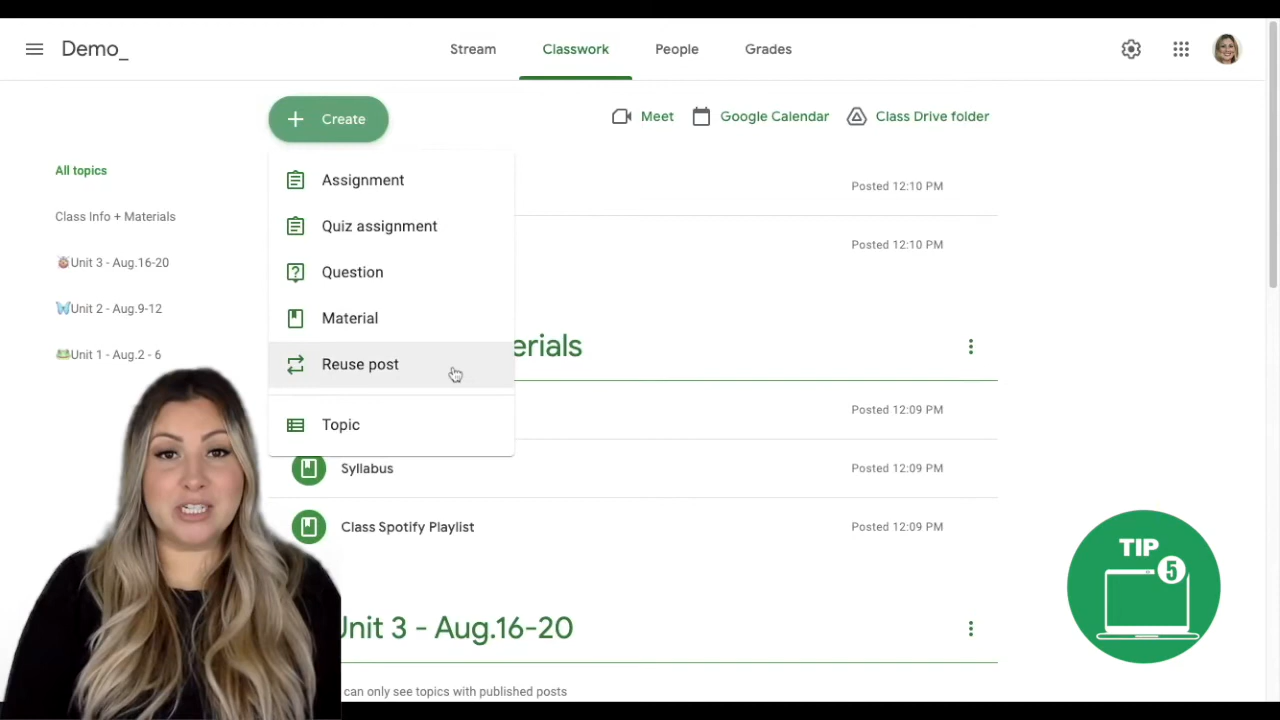 Demo_
Stream
Classwork
People
Grades
Create
Meet
Google Calendar
Class Drive folder
All topics
Class Info + Materials
Unit 3 - Aug.16-20
Unit 2 - Aug.9-12
Unit 1 - Aug.2 - 6
Assignment
Quiz assignment
Question
Material
Reuse post
Topic
Posted 12:10 PM
Posted 12:10 PM
erials
Posted 12:09 PM
Syllabus
Posted 12:09 PM
Class Spotify Playlist
Posted 12:09 PM
Unit 3 - Aug.16-20
can only see topics with published posts
TIP
5